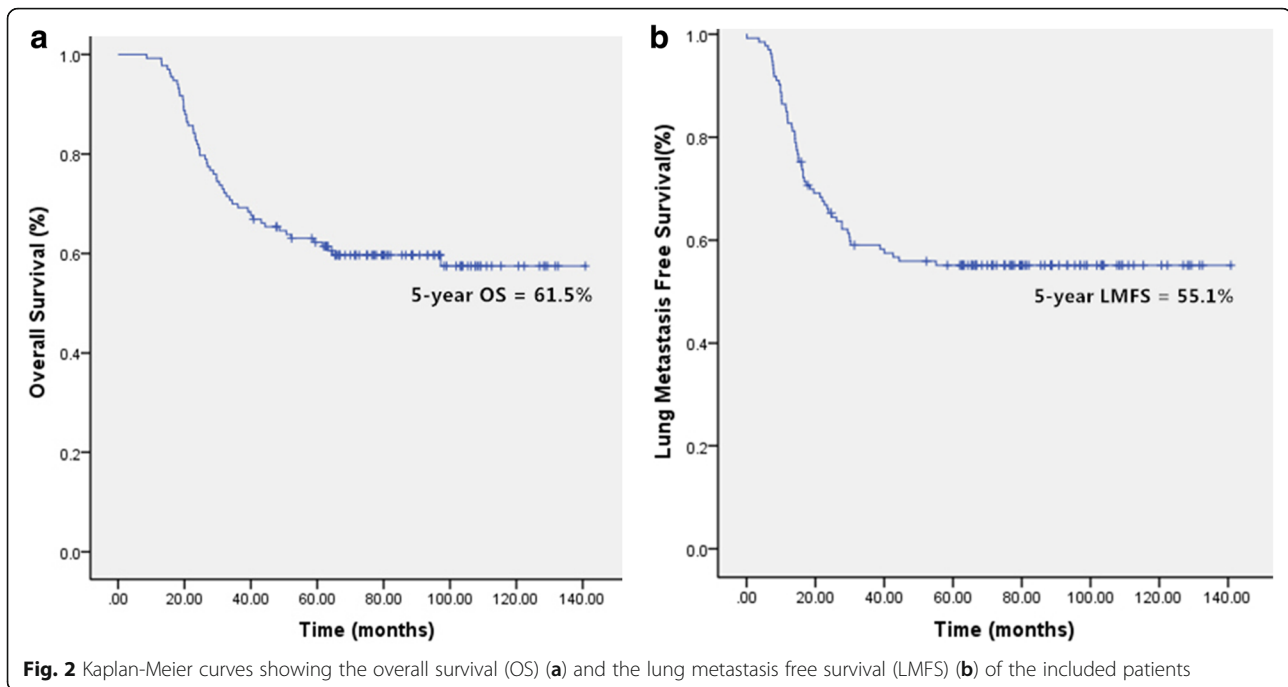 a
1.0
0.8
0.6
0.4
0.2
0.0
Overall Survival (%)
5-year OS = 61.5%
.00 20.00 40.00 60.00 80.00 100.00 120.00 140.00
Time (months)
b
1.0
0.8
0.6
0.4
0.2
0.0
Lung Metastasis Free Survival(%)
5-year LMFS = 55.1%
.00 20.00 40.00 60.00 80.00 100.00 120.00 140.00
Time (months)
Fig. 2 Kaplan-Meier curves showing the overall survival (OS) (a) and the lung metastasis free survival (LMFS) (b) of the included patients